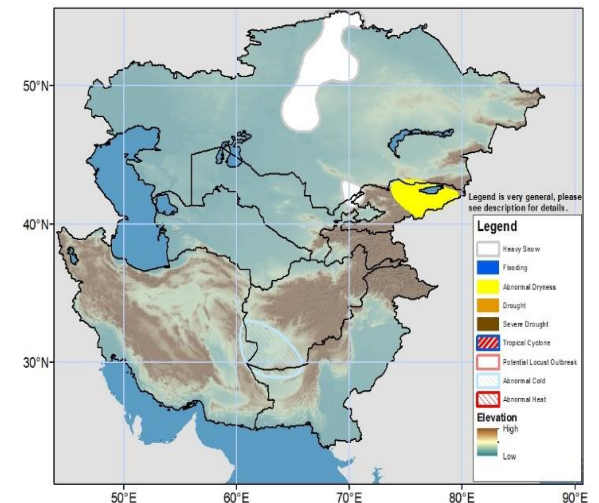 50°N
40°N
30°N
50°E
60°E
70°E
80°E
90°E
Legend is very general, please
see description for details.
Legend
Heavy Snow
Flooding
Abnormal Dryness
Drought
Severe Drought
Tropical Cyclone
Potential Locust Outbreak
Abnormal Cold
Abnormal Heat
Elevation
High
Low